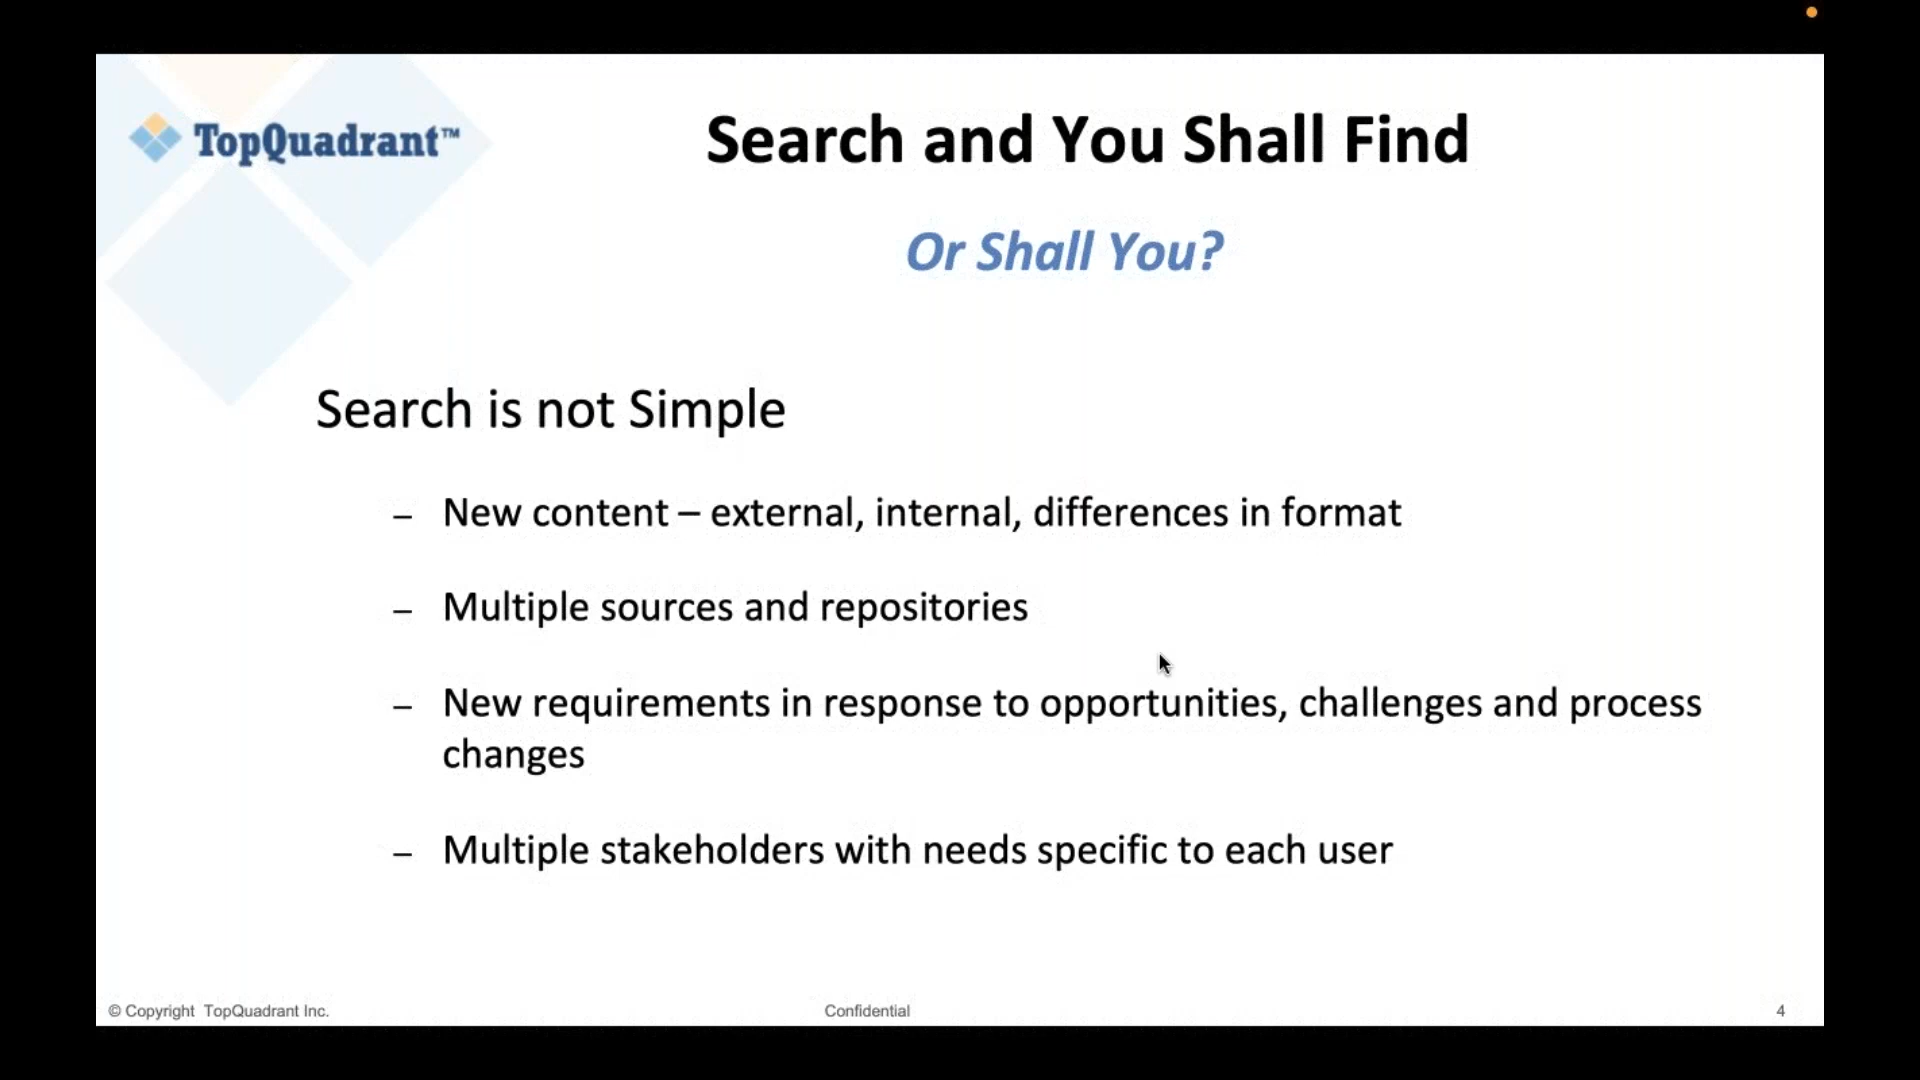 TopQuadrant™
Search and You Shall Find
Or Shall You?
Search is not Simple
– New content – external, internal, differences in format
– Multiple sources and repositories
– New requirements in response to opportunities, challenges and process
changes
– Multiple stakeholders with needs specific to each user
© Copyright TopQuadrant Inc.
Confidential
4